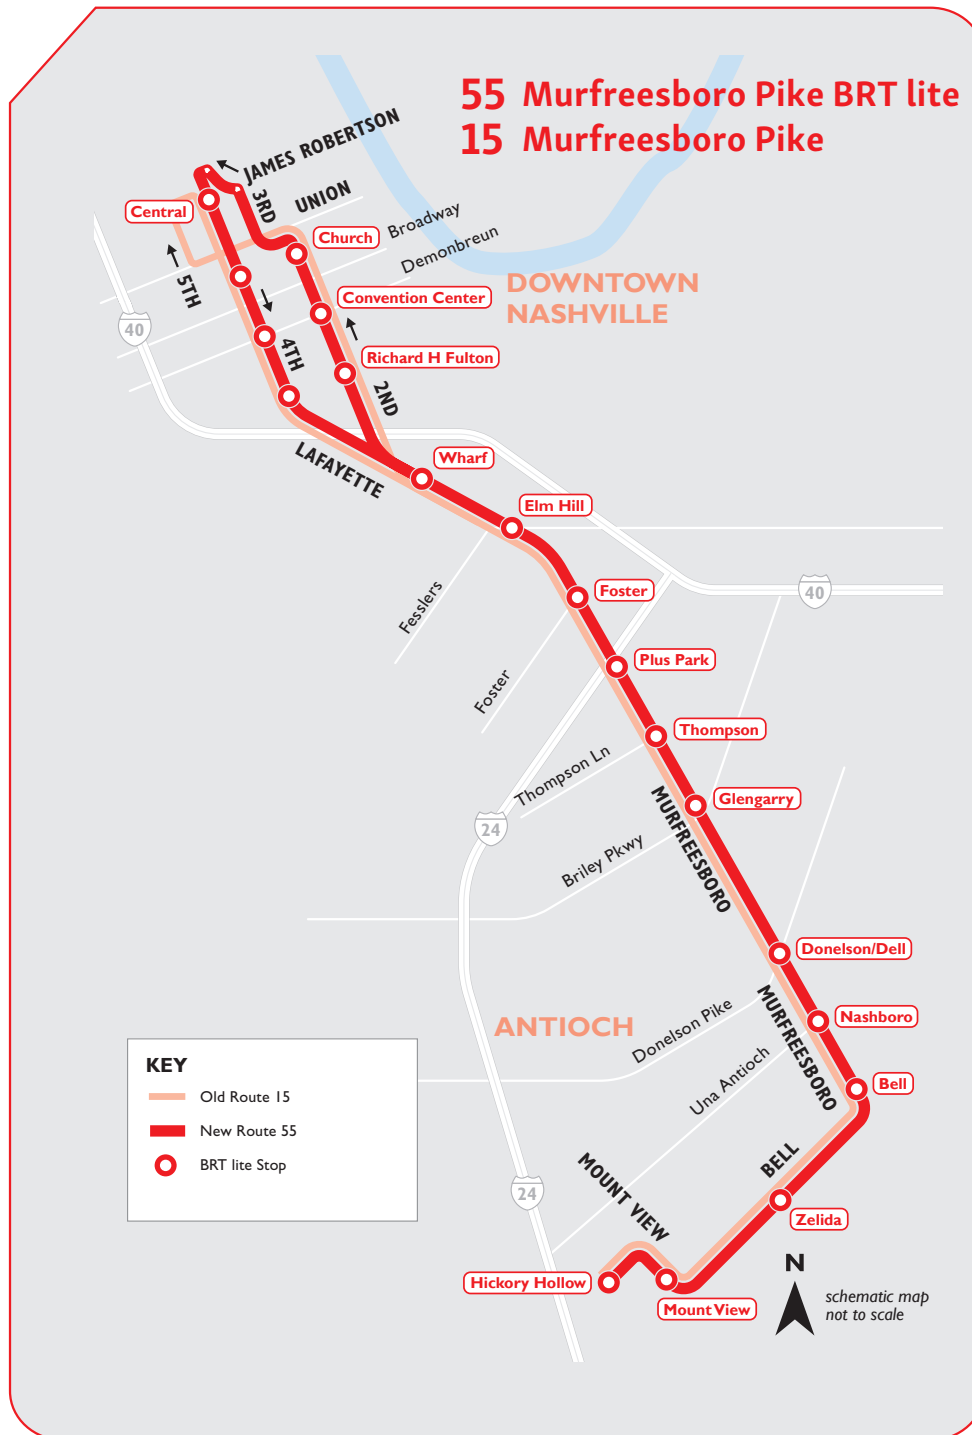 55 Murfreesboro Pike BRT lite
15 Murfreesboro Pike
JAMES ROBERTSON
3RD
UNION
Central
Church
Broadway
Demonbreun
5TH
DOWNTOWN
NASHVILLE
Convention Center
40
4TH
Richard H Fulton
2ND
LAFAYETTE
Wharf
Elm Hill
Fesslers
Foster
40
Foster
Plus Park
Thompson
Thompson Ln
Glengarry
24
MURFREESBORO
Briley Pkwy
Donelson/Dell
ANTIOCH
Donelson Pike
MURFREESBORO
Nashboro
Una Antioch
Bell
KEY
Old Route 15
New Route 55
BRT lite Stop
MOUNT VIEW
BELL
24
Zelida
Hickory Hollow
Mount View
N
schematic map
not to scale